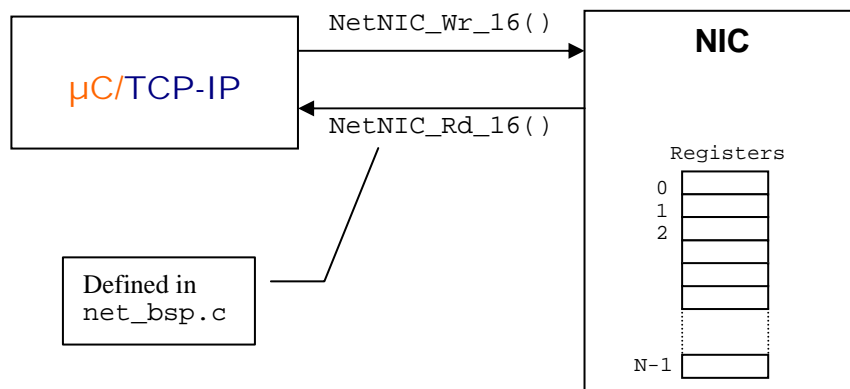 NetNIC_Wr_16()
NIC
µC/TCP-IP
NetNIC_Rd_16()
Registers
0
1
2
Defined in
net_bsp.c
N-1